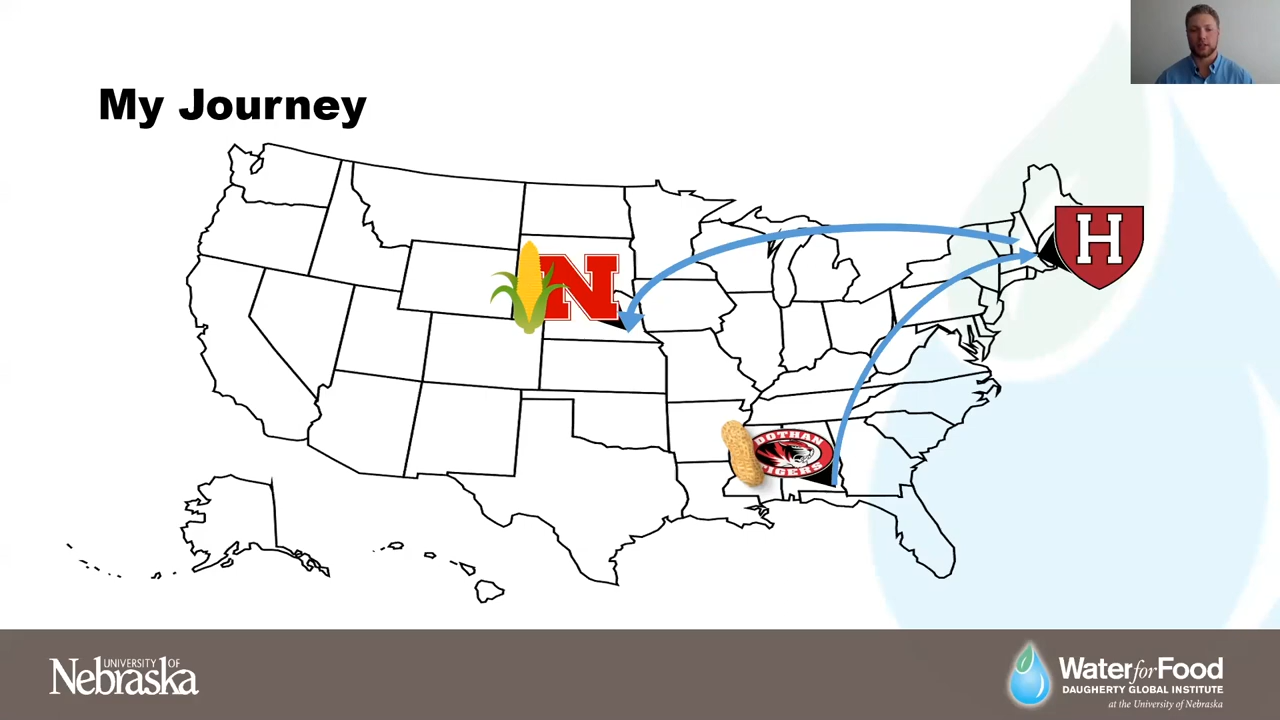 My Journey
H
N
DOTHAN
TIGERS
UNIVERSITY OF
Nebraska
Water for Food
DAUGHERTY GLOBAL INSTITUTE
at the University of Nebraska